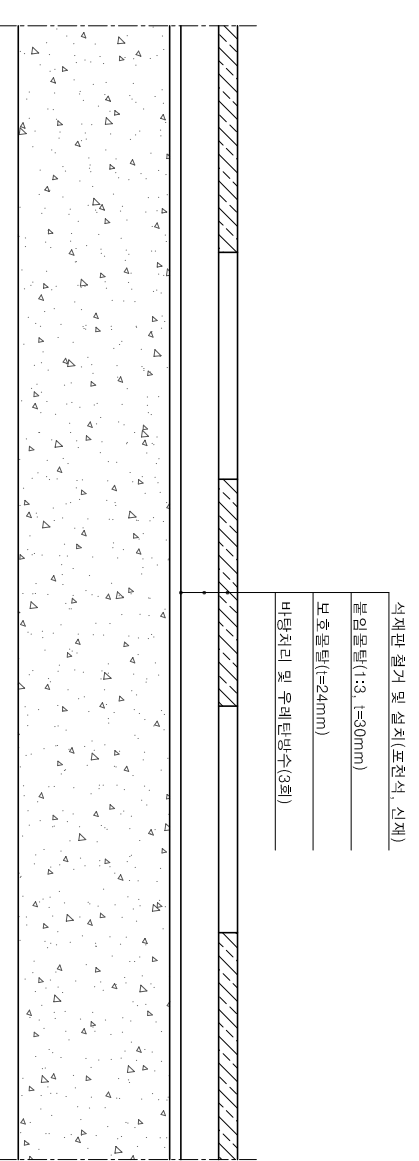 석재판 철거 및 설치(포천석, 신재)
붙임몰탈(1:3, t=30mm)
보호몰탈(t=24mm)
바탕처리 및 우레탄방수(3회)